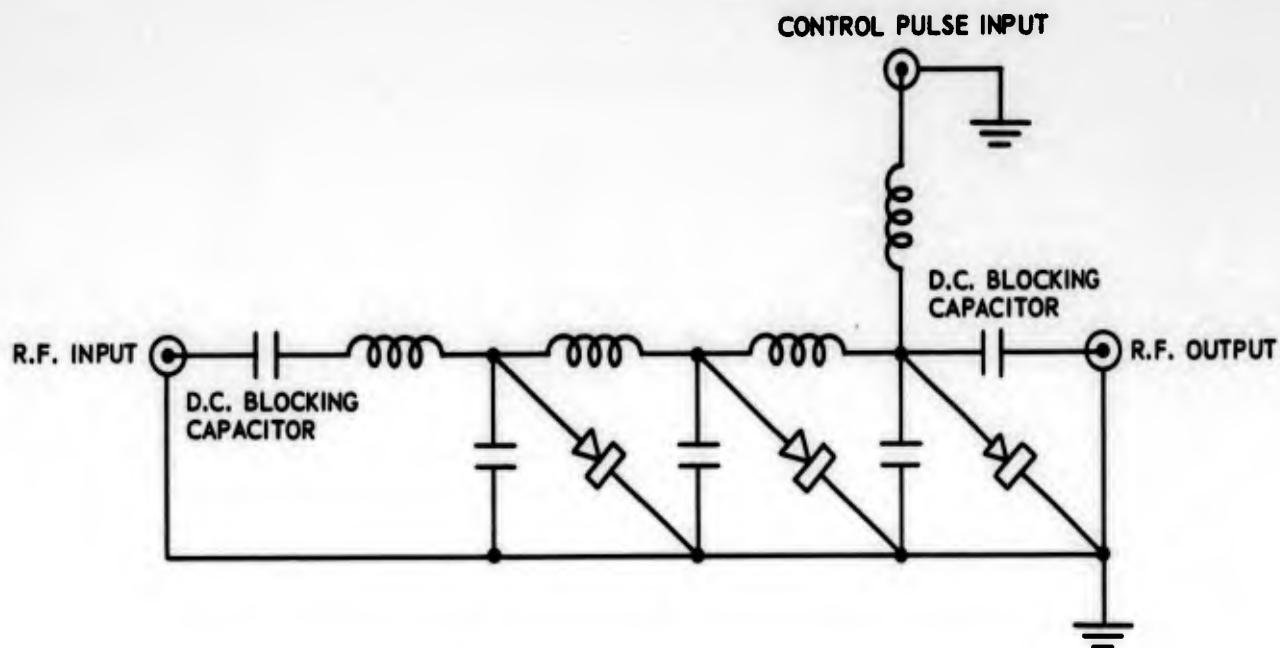 CONTROL PULSE INPUT
D.C. BLOCKING
CAPACITOR
R.F. INPUT
R.F. OUTPUT
D.C. BLOCKING
CAPACITOR